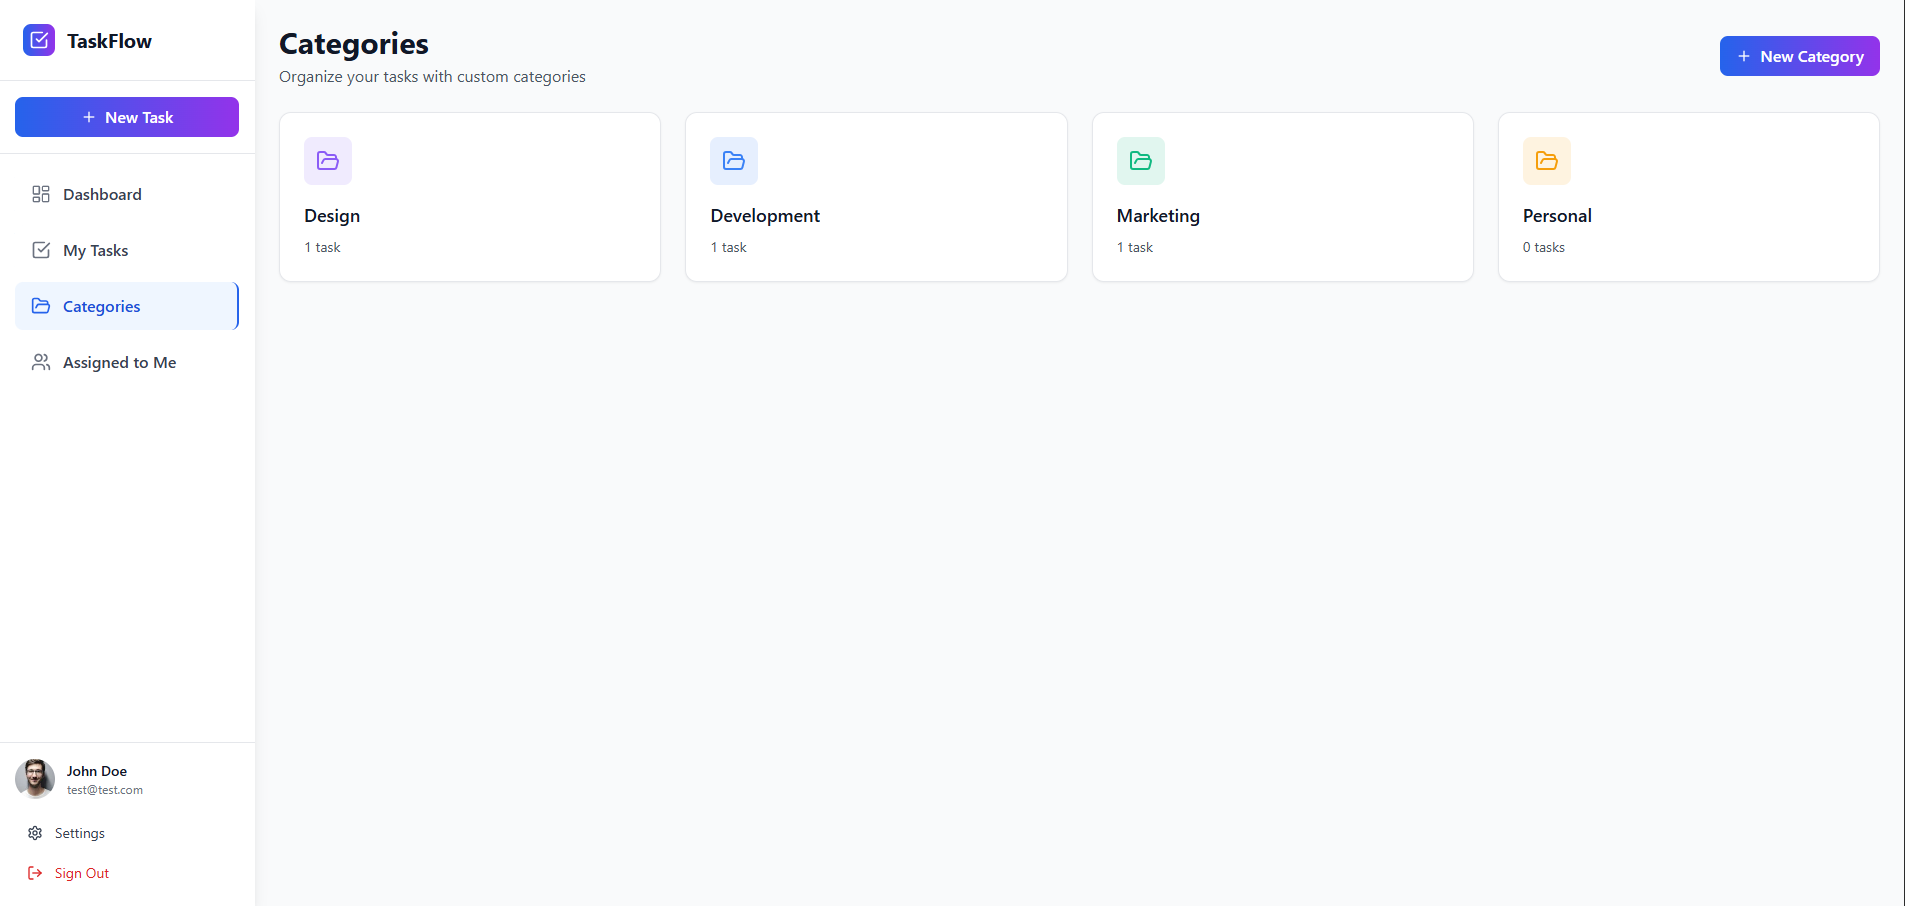 TaskFlow
New Task
Dashboard
My Tasks
Categories
Assigned to Me
John Doe
test@test.com
Settings
Sign Out
Categories
Organize your tasks with custom categories
New Category
Design
1 task
Development
1 task
Marketing
1 task
Personal
0 tasks